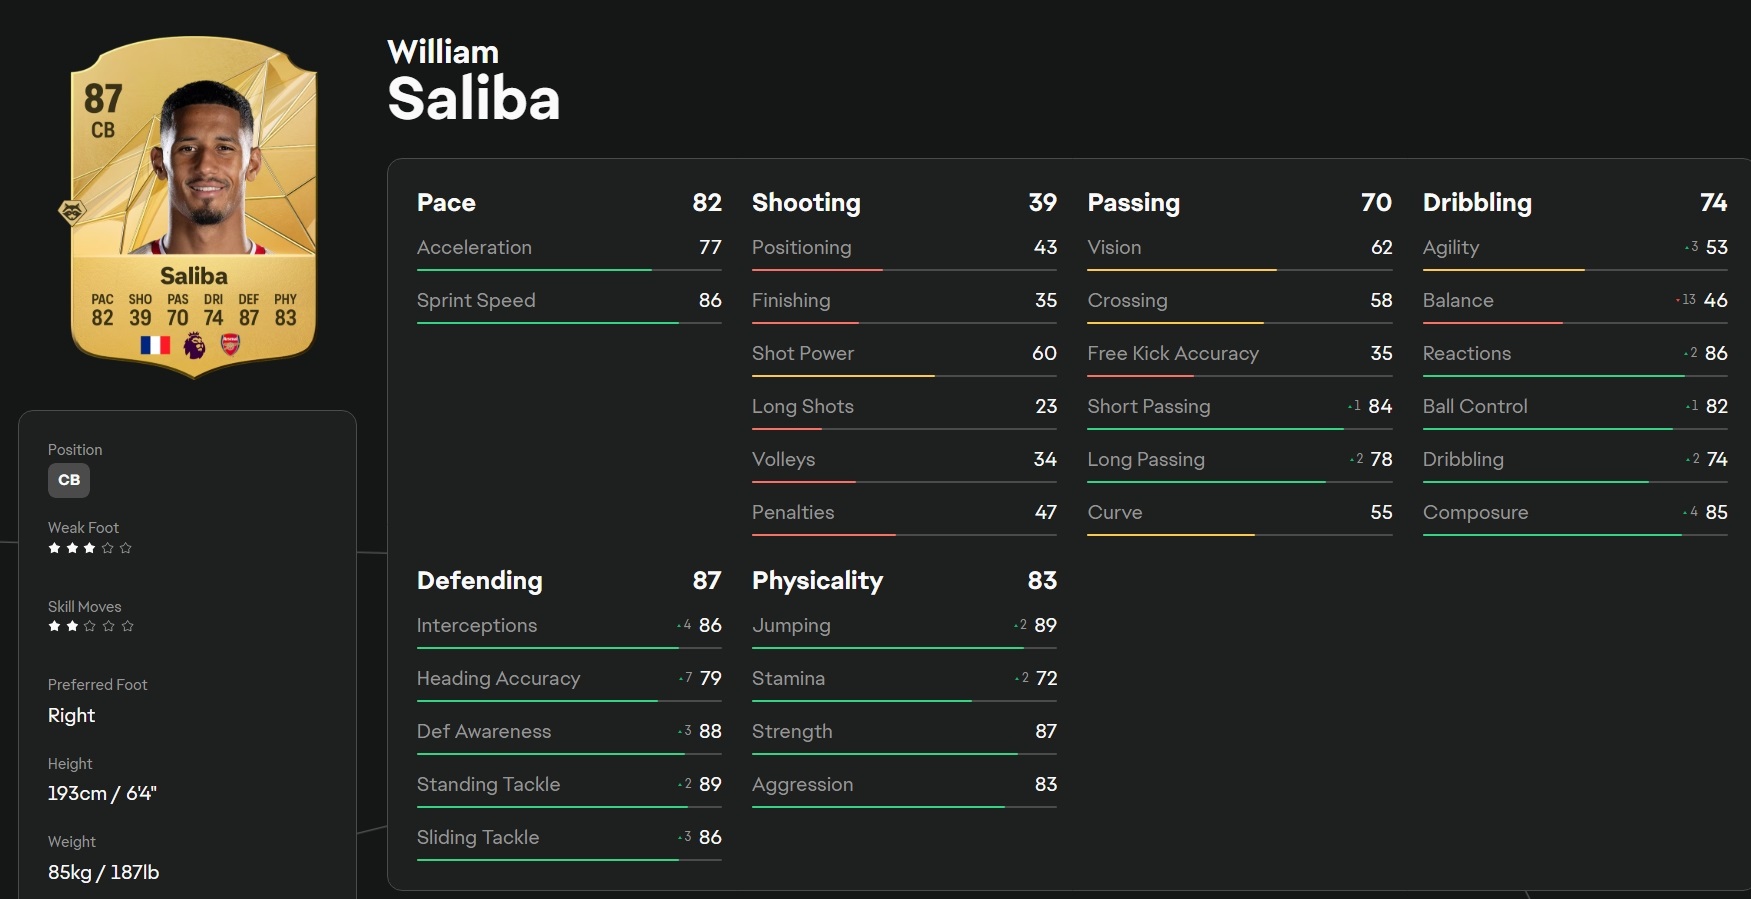 87
CB
Saliba
PAC SHO PAS DRI DEF PHY
82 39 70 74 87 83
Arsenal
William
Saliba
Position
CB
Weak Foot
Skill Moves
Preferred Foot
Right
Height
193cm / 6'4"
Weight
85kg / 187lb
Pace 82
Acceleration 77
Sprint Speed 86
Shooting 39
Positioning 43
Finishing 35
Shot Power 60
Long Shots 23
Volleys 34
Penalties 47
Passing 70
Vision 62
Crossing 58
Free Kick Accuracy 35
Short Passing 1 84
Long Passing 2 78
Curve 55
Dribbling 74
Agility 3 53
Balance 13 46
Reactions 2 86
Ball Control 1 82
Dribbling 2 74
Composure 4 85
Defending 87
Interceptions 4 86
Heading Accuracy 7 79
Def Awareness 3 88
Standing Tackle 2 89
Sliding Tackle 3 86
Physicality 83
Jumping 2 89
Stamina 2 72
Strength 87
Aggression 83